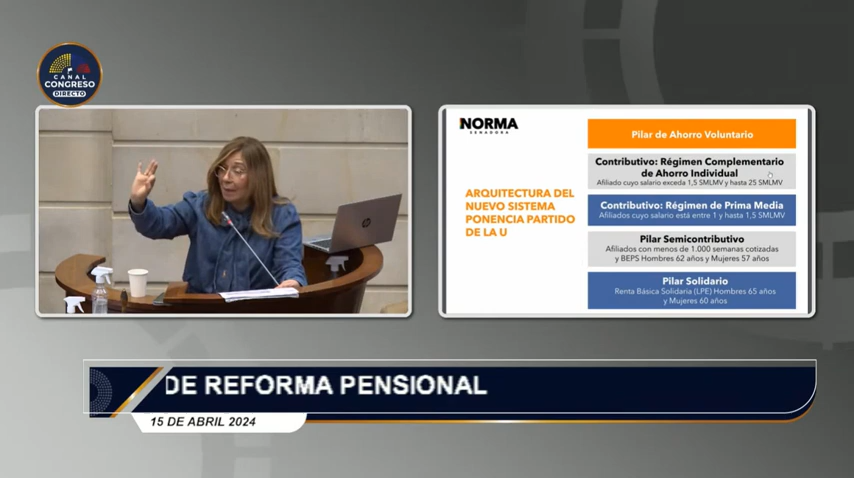 CANAL
CONGRESO
DIRECTO
hp
NORMA
SENADORA
ARQUITECTURA DEL
NUEVO SISTEMA
PONENCIA PARTIDO
DE LA U
Pilar de Ahorro Voluntario
Contributivo: Régimen Complementario
de Ahorro Individual
Afiliado cuyo salario exceda 1,5 SMLMV y hasta 25 SMLMV
Contributivo: Régimen de Prima Media
Afiliados cuyo salario está entre 1 y hasta 1,5 SMLMV
Pilar Semicontributivo
Afiliados con menos de 1.000 semanas cotizadas
y BEPS Hombres 62 años y Mujeres 57 años
Pilar Solidario
Renta Básica Solidaria (LPE) Hombres 65 años
y Mujeres 60 años
DE REFORMA PENSIONAL
15 DE ABRIL 2024